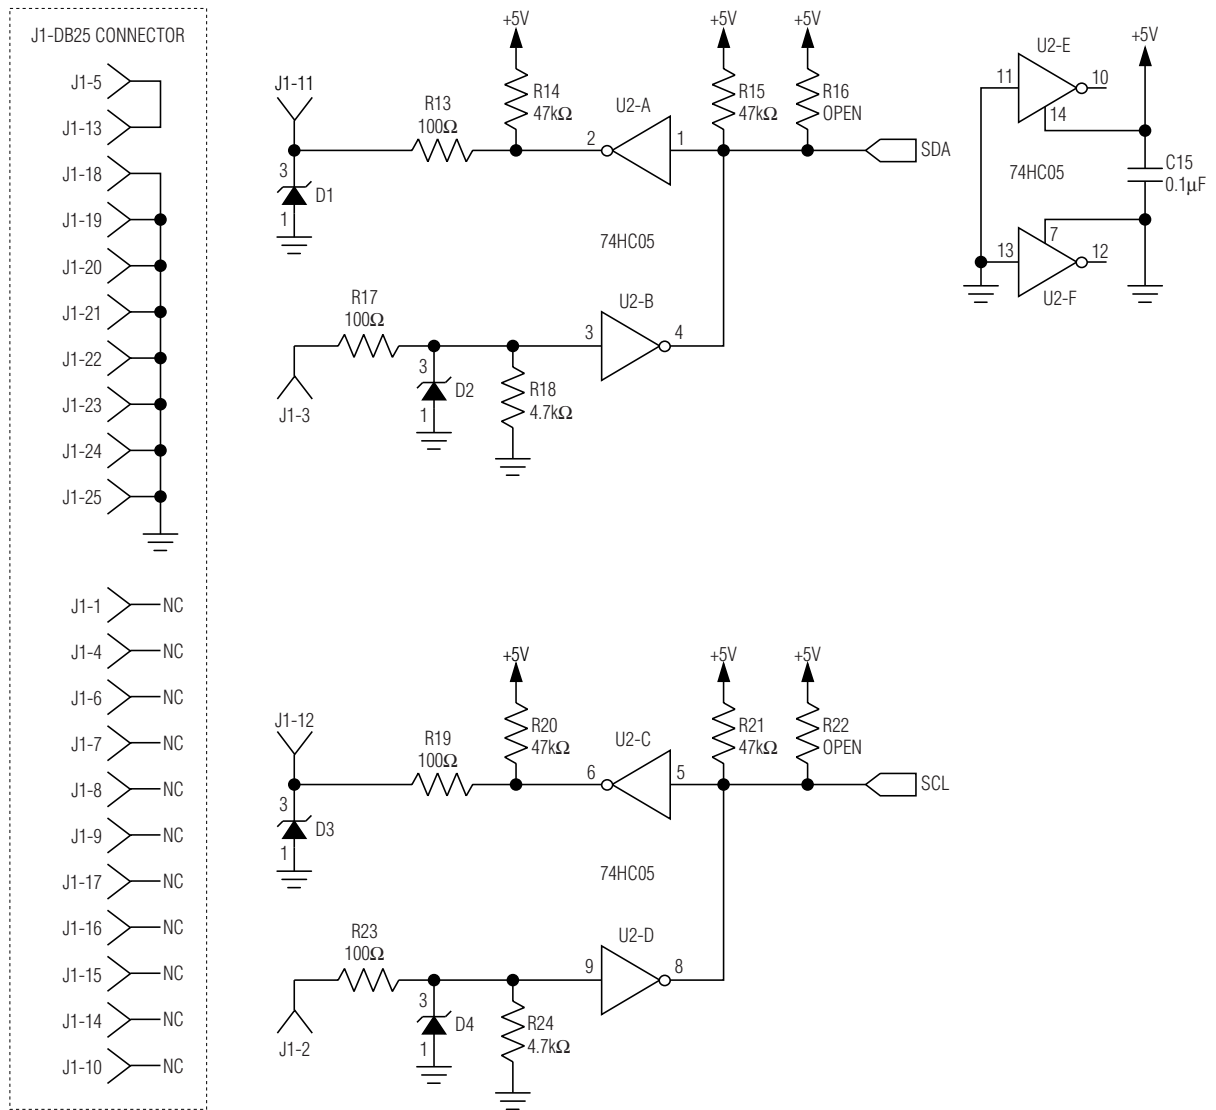 J1-DB25 CONNECTOR
J1-5
J1-13
J1-18
J1-19
J1-20
J1-21
J1-22
J1-23
J1-24
J1-25
J1-1
NC
J1-4
NC
J1-6
NC
J1-7
NC
J1-8
NC
J1-9
NC
J1-17
NC
J1-16
NC
J1-15
NC
J1-14
NC
J1-10
NC
+5V
+5V
+5V
J1-11
R13
100Ω
R14
47kΩ
U2-A
R15
47kΩ
R16
OPEN
2
1
SDA
3
D1
1
74HC05
R17
100Ω
U2-B
3
4
J1-3
3
D2
1
R18
4.7kΩ
U2-E
+5V
11
10
14
74HC05
C15
0.1µF
7
13
12
U2-F
+5V
+5V
+5V
J1-12
R19
100Ω
R20
47kΩ
U2-C
R21
47kΩ
R22
OPEN
6
5
SCL
3
D3
1
74HC05
R23
100Ω
U2-D
9
8
J1-2
3
D4
1
R24
4.7kΩ